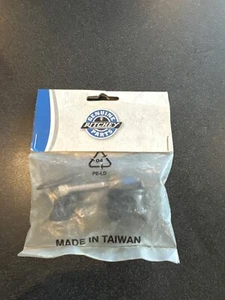 GENUINE
RITCHEY
PARTS
04
PE-LD
MADE IN TAIWAN